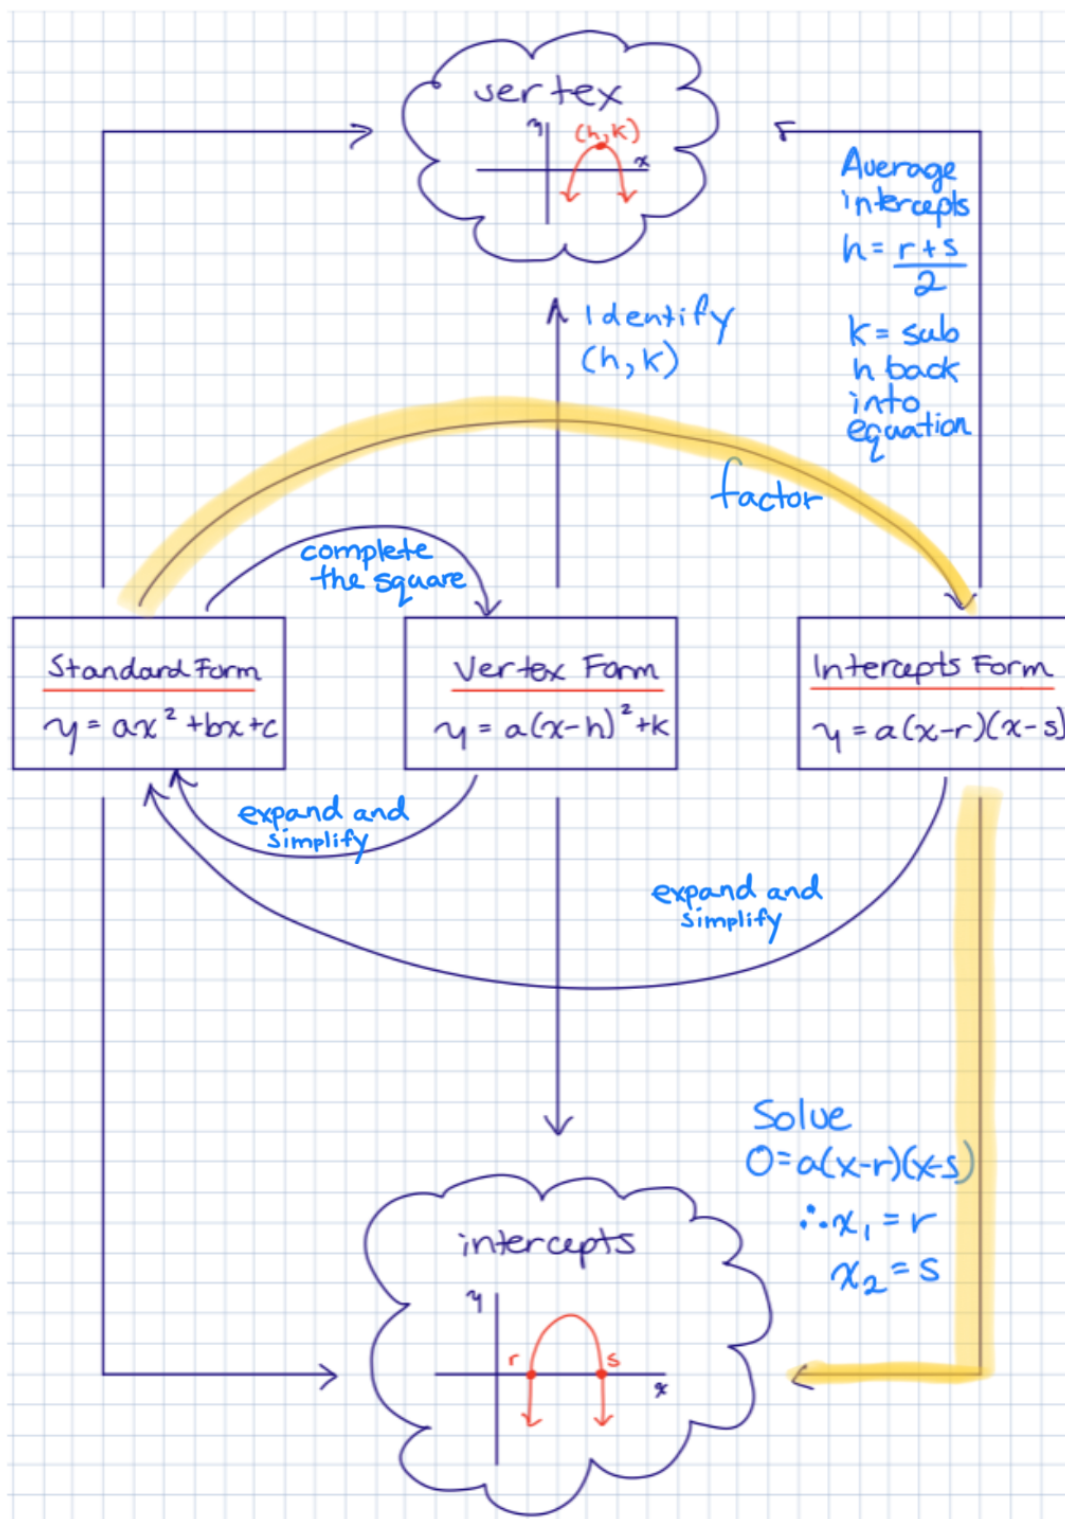 vertex
y
(h,k)
x
Average
intercepts
h = r+s
2
k = sub
h back
into
equation
Identify
(h,k)
factor
complete
the square
Standard Form
y = ax² + bx + c
Vertex Form
y = a(x-h)² + k
Intercepts Form
y = a(x-r)(x-s)
expand and
simplify
expand and
simplify
Solve
0 = a(x-r)(x-s)
∴ x₁ = r
x₂ = s
intercepts
y
r
s
x